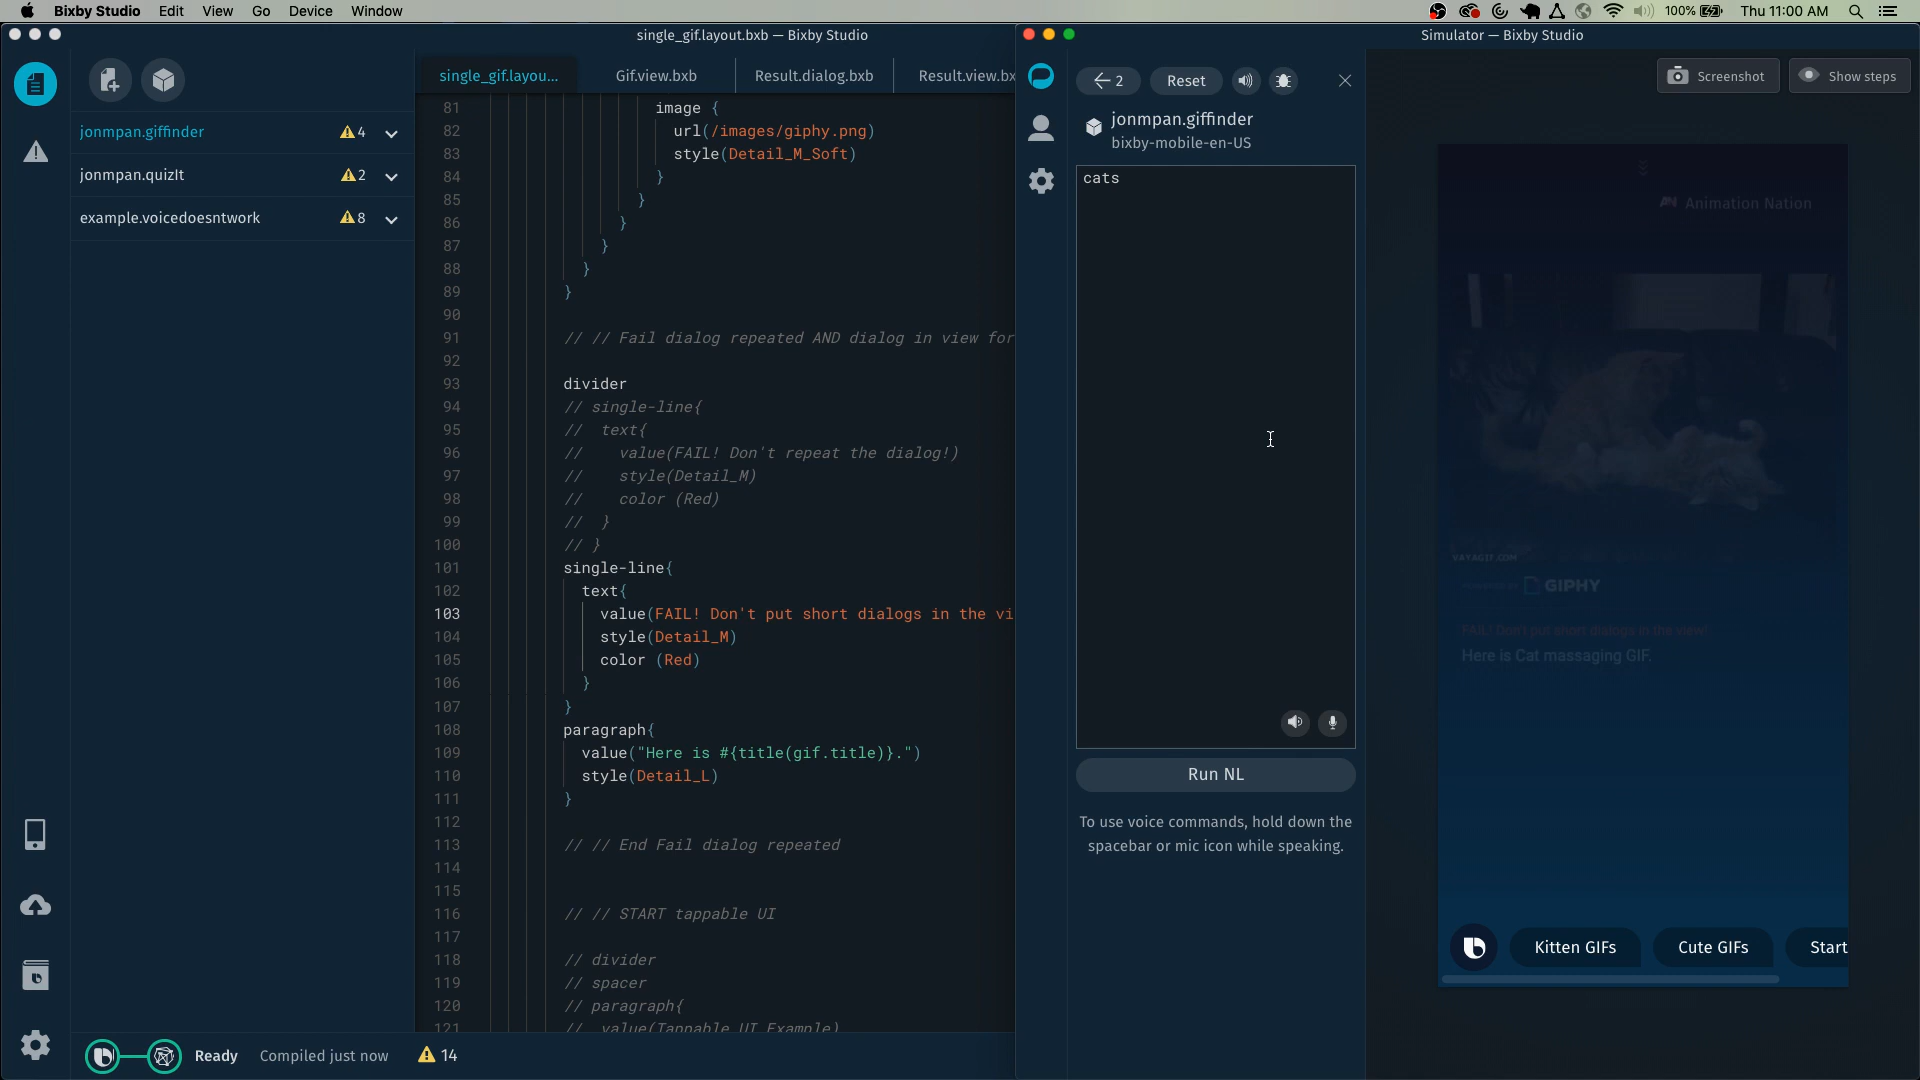 Bixby Studio Edit View Go Device Window
100% Thu 11:00 AM
single_gif.layout.bxb — Bixby Studio
Simulator — Bixby Studio
single_gif.layou...
Gif.view.bxb
Result.dialog.bxb
Result.view.bx
jonmpan.giffinder 4
jonmpan.quizIt 2
example.voicedoesntwork 8
81 image {
82 url(/images/giphy.png)
83 style(Detail_M_Soft)
84 }
85 }
86 }
87 }
88 }
89 }
90
91 // // Fail dialog repeated AND dialog in view for
92
93 divider
94 // single-line{
95 // text{
96 // value(FAIL! Don't repeat the dialog!)
97 // style(Detail_M)
98 // color (Red)
99 // }
100 // }
101 single-line{
102 text{
103 value(FAIL! Don't put short dialogs in the vi
104 style(Detail_M)
105 color (Red)
106 }
107 }
108 paragraph{
109 value("Here is #{title(gif.title)}.")
110 style(Detail_L)
111 }
112
113 // // End Fail dialog repeated
114
115
116 // // START tappable UI
117
118 // divider
119 // spacer
120 // paragraph{
121 // value(Tappable UI Example)
Ready Compiled just now 14
2 Reset
jonmpan.giffinder
bixby-mobile-en-US
cats
Run NL
To use voice commands, hold down the
spacebar or mic icon while speaking.
Screenshot
Show steps
Animation Nation
VAYAGIF.COM
POWERED BY GIPHY
FAIL! Don't put short dialogs in the view!
Here is Cat massaging GIF.
Kitten GIFs
Cute GIFs
Start